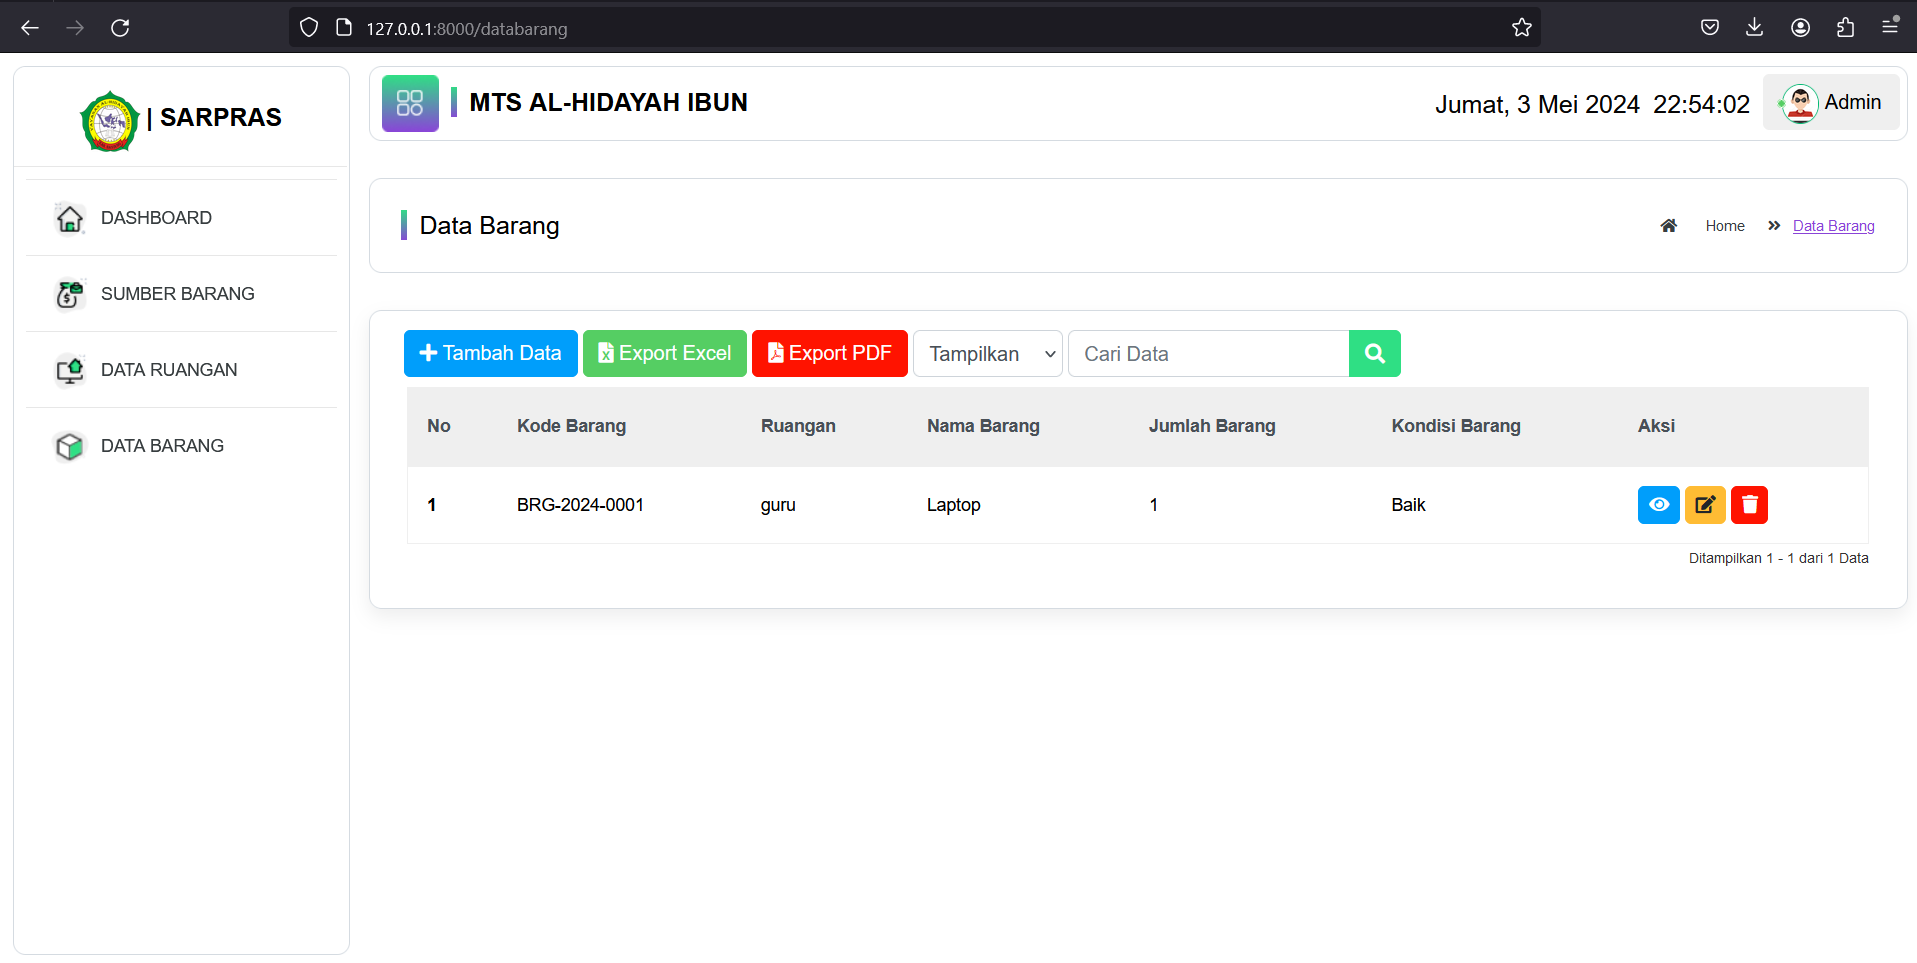 127.0.0.1:8000/databarang
| SARPRAS
MTS AL-HIDAYAH IBUN
Jumat, 3 Mei 2024 22:54:02
Admin
DASHBOARD
SUMBER BARANG
DATA RUANGAN
DATA BARANG
Data Barang
Home
Data Barang
Tambah Data
Export Excel
Export PDF
Tampilkan
Cari Data
No Kode Barang Ruangan Nama Barang Jumlah Barang Kondisi Barang Aksi
1 BRG-2024-0001 guru Laptop 1 Baik
Ditampilkan 1 - 1 dari 1 Data